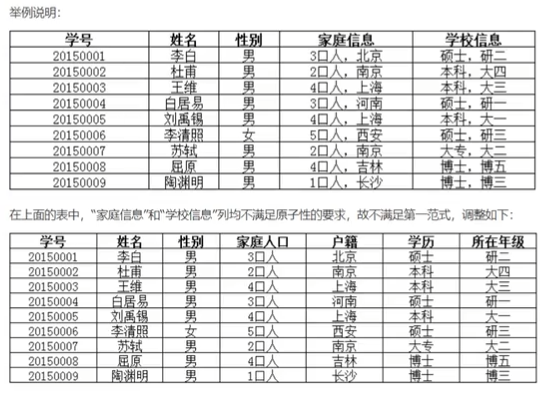 举例说明：
学号 姓名 性别 家庭信息 学校信息
20150001 李白 男 3口人，北京 硕士，研二
20150002 杜甫 男 2口人，南京 本科，大四
20150003 王维 男 4口人，上海 本科，大三
20150004 白居易 男 3口人，河南 硕士，研一
20150005 刘禹锡 男 4口人，上海 本科，大一
20150006 李清照 女 5口人，西安 硕士，研三
20150007 苏轼 男 2口人，南京 大专，大二
20150008 屈原 男 4口人，吉林 博士，博五
20150009 陶渊明 男 1口人，长沙 博士，博三
在上面的表中，“家庭信息”和“学校信息”列均不满足原子性的要求，故不满足第一范式，调整如下：
学号 姓名 性别 家庭人口 户籍 学历 所在年级
20150001 李白 男 3口人 北京 硕士 研二
20150002 杜甫 男 2口人 南京 本科 大四
20150003 王维 男 4口人 上海 本科 大三
20150004 白居易 男 3口人 河南 硕士 研一
20150005 刘禹锡 男 4口人 上海 本科 大一
20150006 李清照 女 5口人 西安 硕士 研三
20150007 苏轼 男 2口人 南京 大专 大二
20150008 屈原 男 4口人 吉林 博士 博五
20150009 陶渊明 男 1口人 长沙 博士 博三